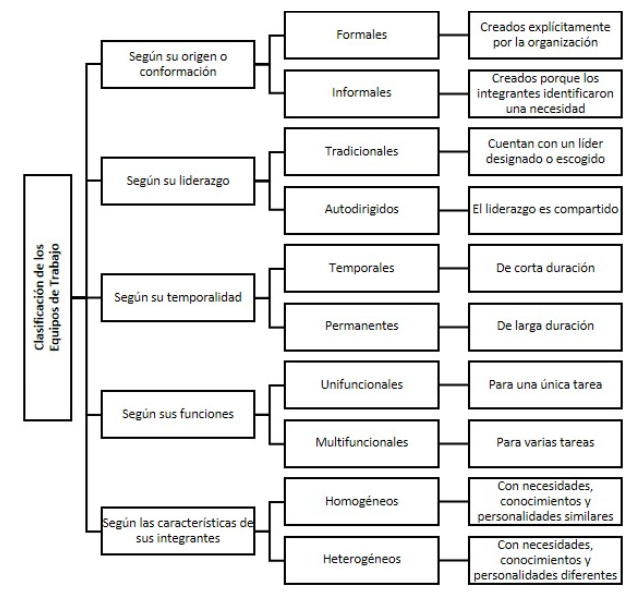 Clasificación de los
Equipos de Trabajo
Según su origen o
conformación
Formales
Creados explícitamente
por la organización
Informales
Creados porque los
integrantes identificaron
una necesidad
Según su liderazgo
Tradicionales
Cuentan con un líder
designado o escogido
Autodirigidos
El liderazgo es compartido
Según su temporalidad
Temporales
De corta duración
Permanentes
De larga duración
Según sus funciones
Unifuncionales
Para una única tarea
Multifuncionales
Para varias tareas
Según las características de
sus integrantes
Homogéneos
Con necesidades,
conocimientos y
personalidades similares
Heterogéneos
Con necesidades,
conocimientos y
personalidades diferentes